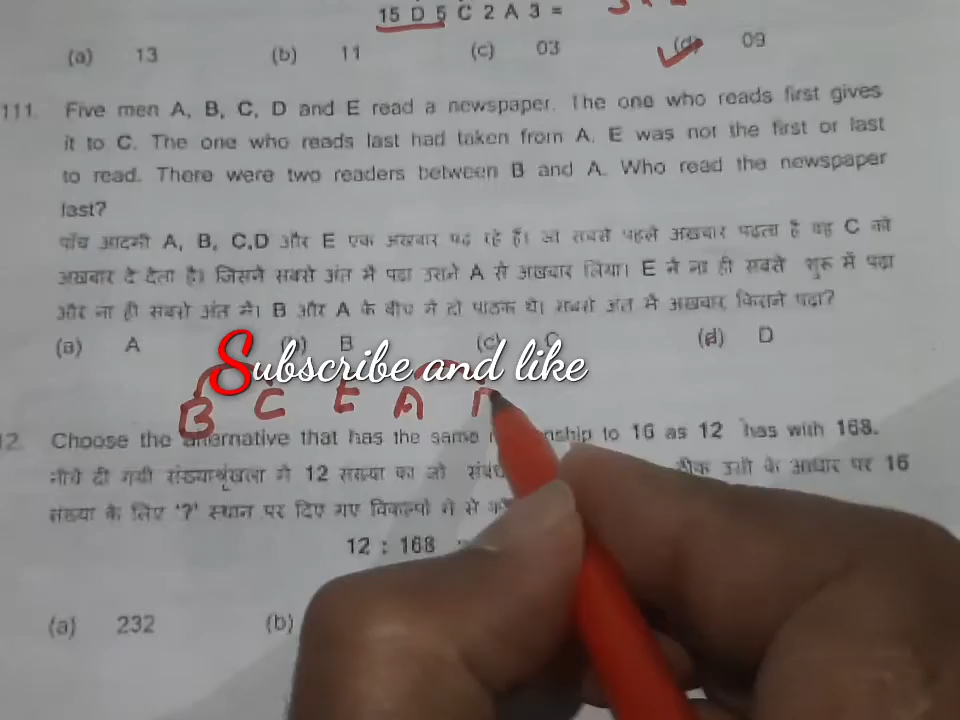 15 D 5 C 2 A 3 =
(a) 13 (b) 11 (c) 03 (d) 09
111. Five men A, B, C, D and E read a newspaper. The one who reads first gives
it to C. The one who reads last had taken from A. E was not the first or last
to read. There were two readers between B and A. Who read the newspaper
last?
पाँच आदमी A, B, C,D और E एक अखबार पढ़ रहे हैं। जो सबसे पहले अखबार पढ़ता है वह C को
अखबार दे देता है। जिसने सबसे अंत में पढ़ा उसने A से अखबार लिया। E ने ना ही सबसे शुरू में पढ़ा
और ना ही सबसे अंत में। B और A के बीच में दो पाठक थे। सबसे अंत में अखबार किसने पढ़ा?
(a) A B (c) C (d) D
Subscribe and like
B C E A
12. Choose the alternative that has the same to 16 as 12 has with 168.
नीचे दी गयी संख्याश्रृंखला में 12 संख्या का जो संबंध ठीक उसी के आधार पर 16
संख्या के लिए '?' स्थान पर दिए गए विकल्पों में से
12 : 168
(a) 232 (b)